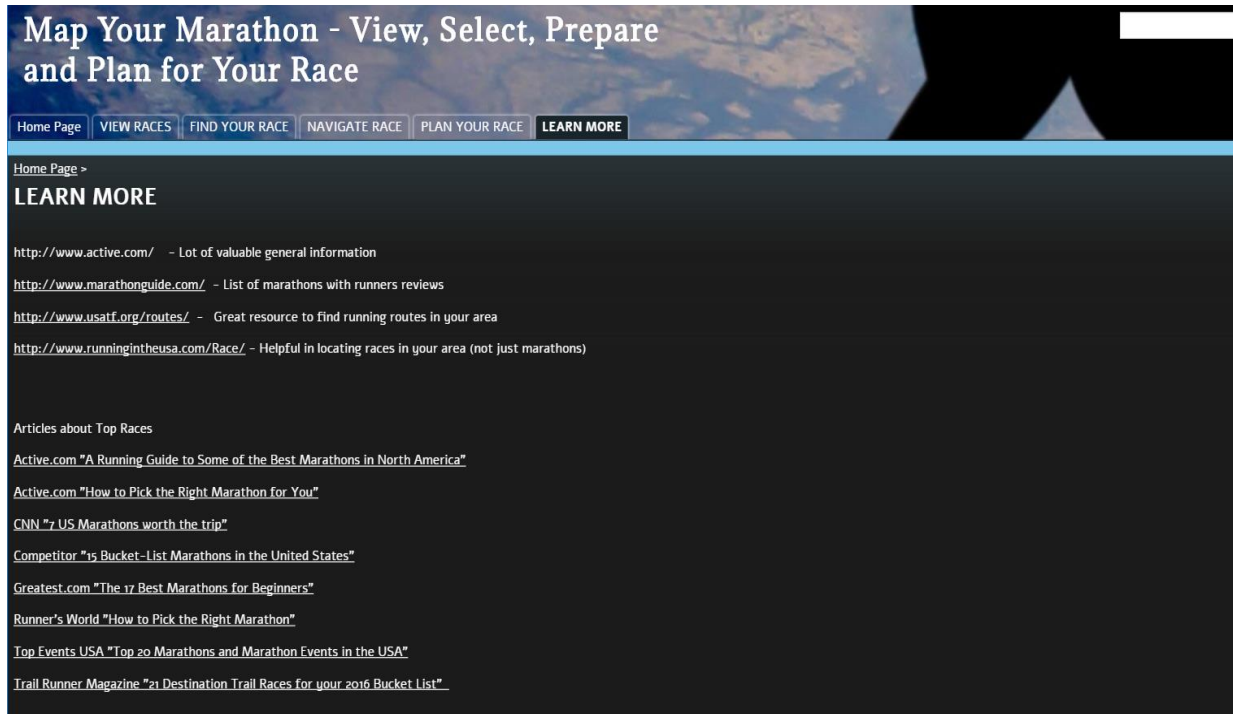 Map Your Marathon - View, Select, Prepare
and Plan for Your Race
Home Page VIEW RACES FIND YOUR RACE NAVIGATE RACE PLAN YOUR RACE LEARN MORE
Home Page >
LEARN MORE
http://www.active.com/ - Lot of valuable general information
http://www.marathonguide.com/ - List of marathons with runners reviews
http://www.usatf.org/routes/ - Great resource to find running routes in your area
http://www.runningintheusa.com/Race/ - Helpful in locating races in your area (not just marathons)
Articles about Top Races
Active.com "A Running Guide to Some of the Best Marathons in North America"
Active.com "How to Pick the Right Marathon for You"
CNN "7 US Marathons worth the trip"
Competitor "15 Bucket-List Marathons in the United States"
Greatest.com "The 17 Best Marathons for Beginners"
Runner's World "How to Pick the Right Marathon"
Top Events USA "Top 20 Marathons and Marathon Events in the USA"
Trail Runner Magazine "21 Destination Trail Races for your 2016 Bucket List"